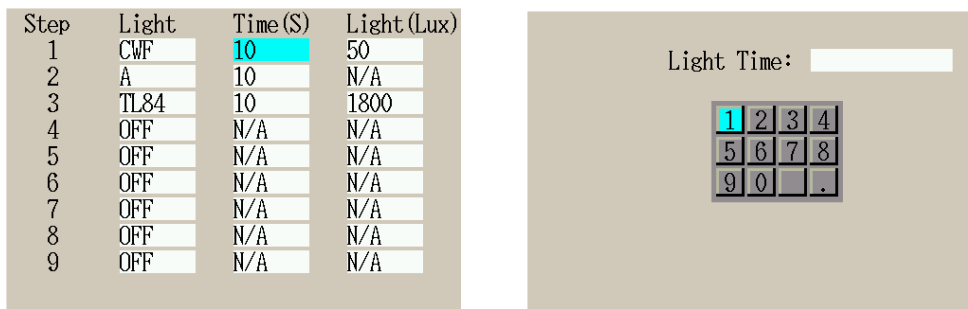 Step Light Time(S) Light(Lux)
1 CWF 10 50
2 A 10 N/A
3 TL84 10 1800
4 OFF N/A N/A
5 OFF N/A N/A
6 OFF N/A N/A
7 OFF N/A N/A
8 OFF N/A N/A
9 OFF N/A N/A
Light Time:
1 2 3 4
5 6 7 8
9 0 .